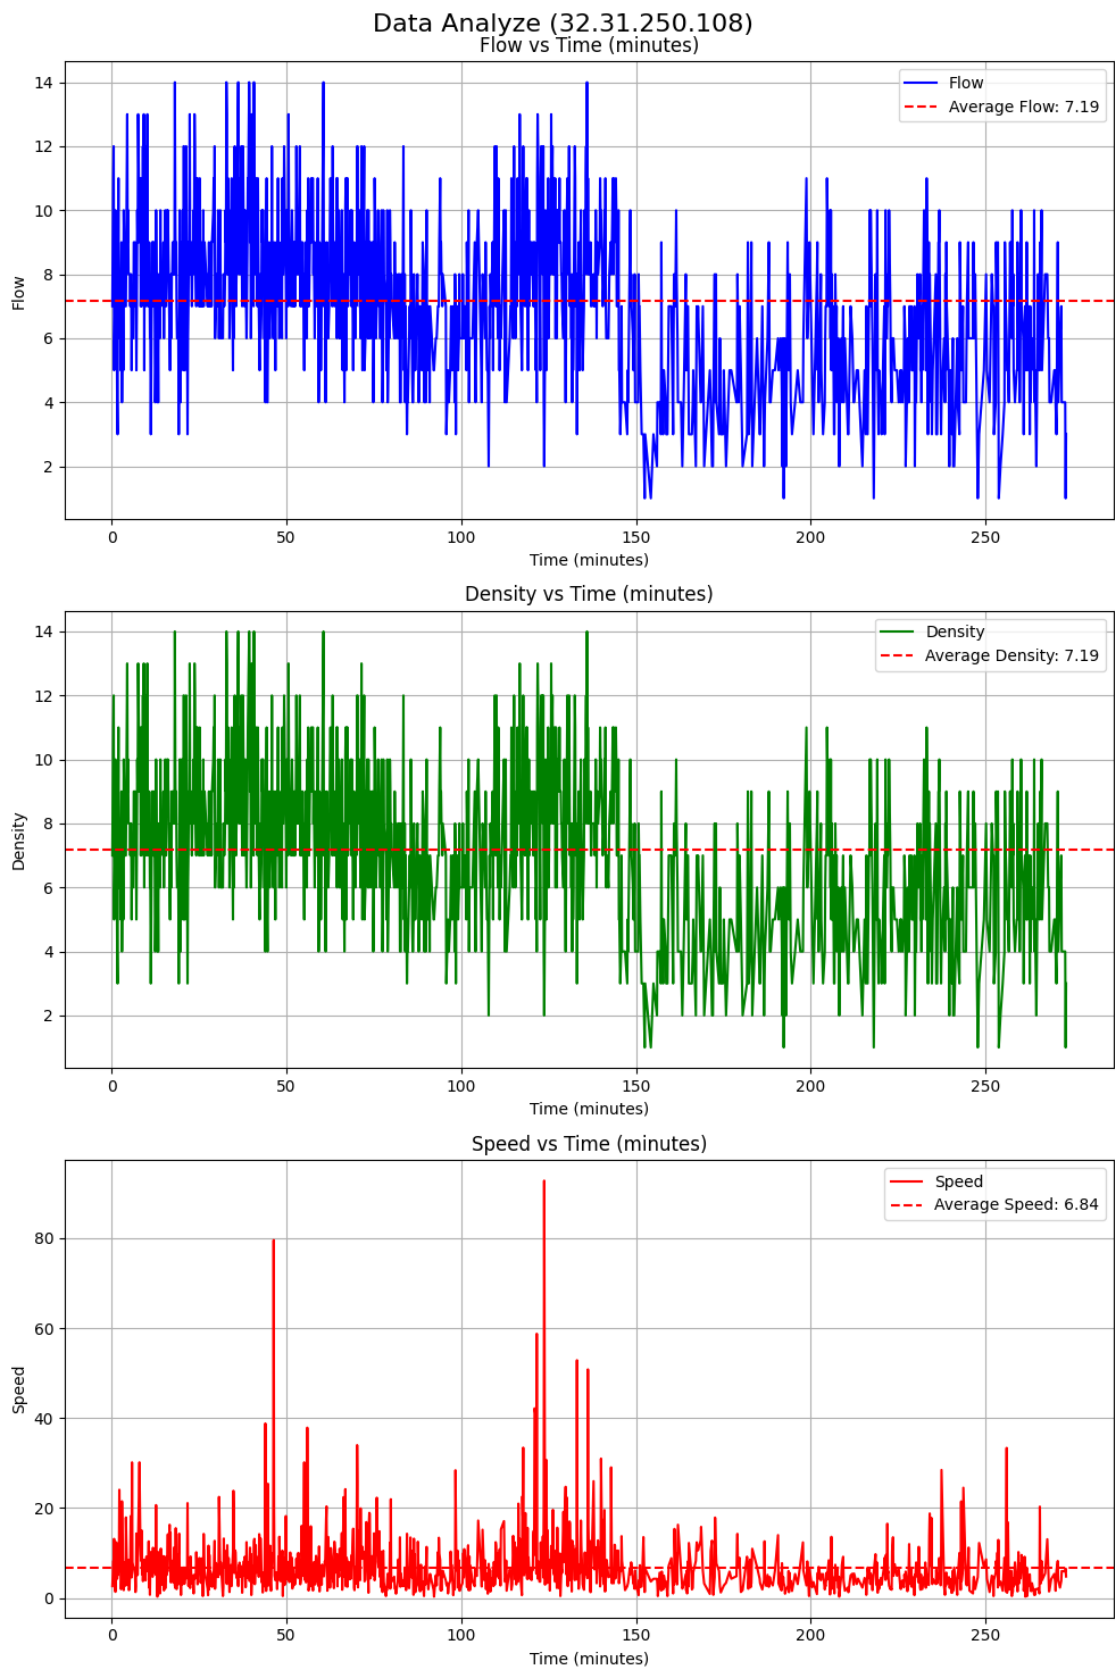 Data Analyze (32.31.250.108)
Flow vs Time (minutes)
14
12
10
8
6
4
2
Flow
Flow
Average Flow: 7.19
0 50 100 150 200 250
Time (minutes)
Density vs Time (minutes)
14
12
10
8
6
4
2
Density
Density
Average Density: 7.19
0 50 100 150 200 250
Time (minutes)
Speed vs Time (minutes)
80
60
40
20
0
Speed
Speed
Average Speed: 6.84
0 50 100 150 200 250
Time (minutes)